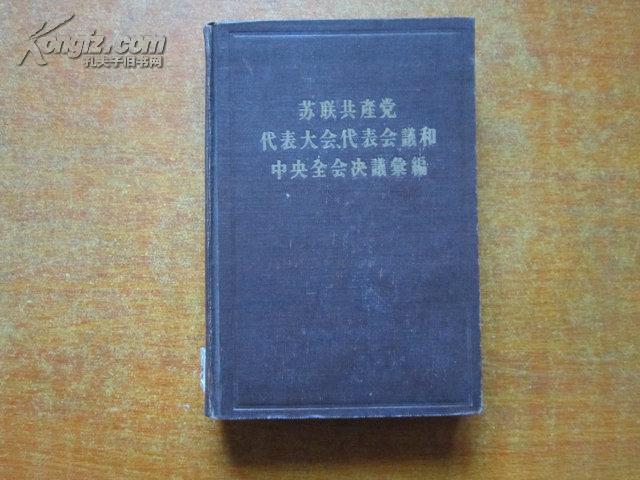 Kongfz.com
孔夫子旧书网
苏联共產党
代表大会、代表会議和
中央全会决議彙編